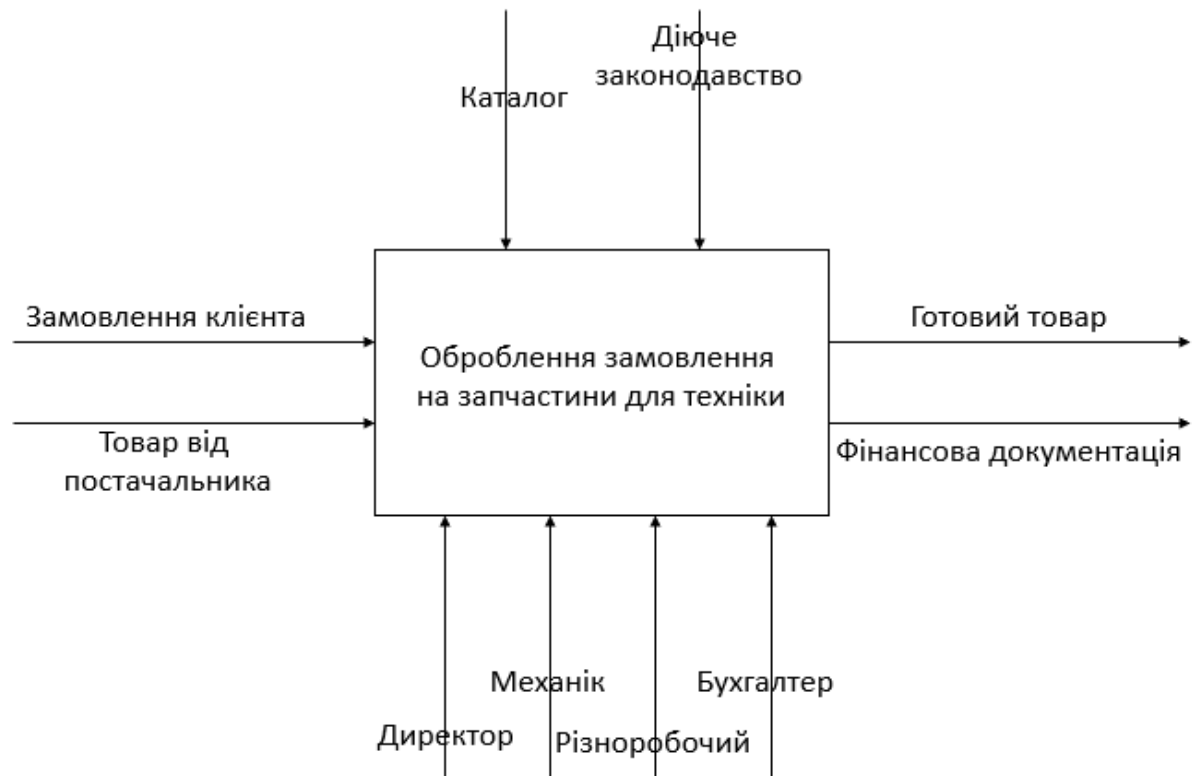 Діюче
законодавство
Каталог
Замовлення клієнта
Готовий товар
Оброблення замовлення
на запчастини для техніки
Товар від
постачальника
Фінансова документація
Механік
Бухгалтер
Директор
Різноробочий